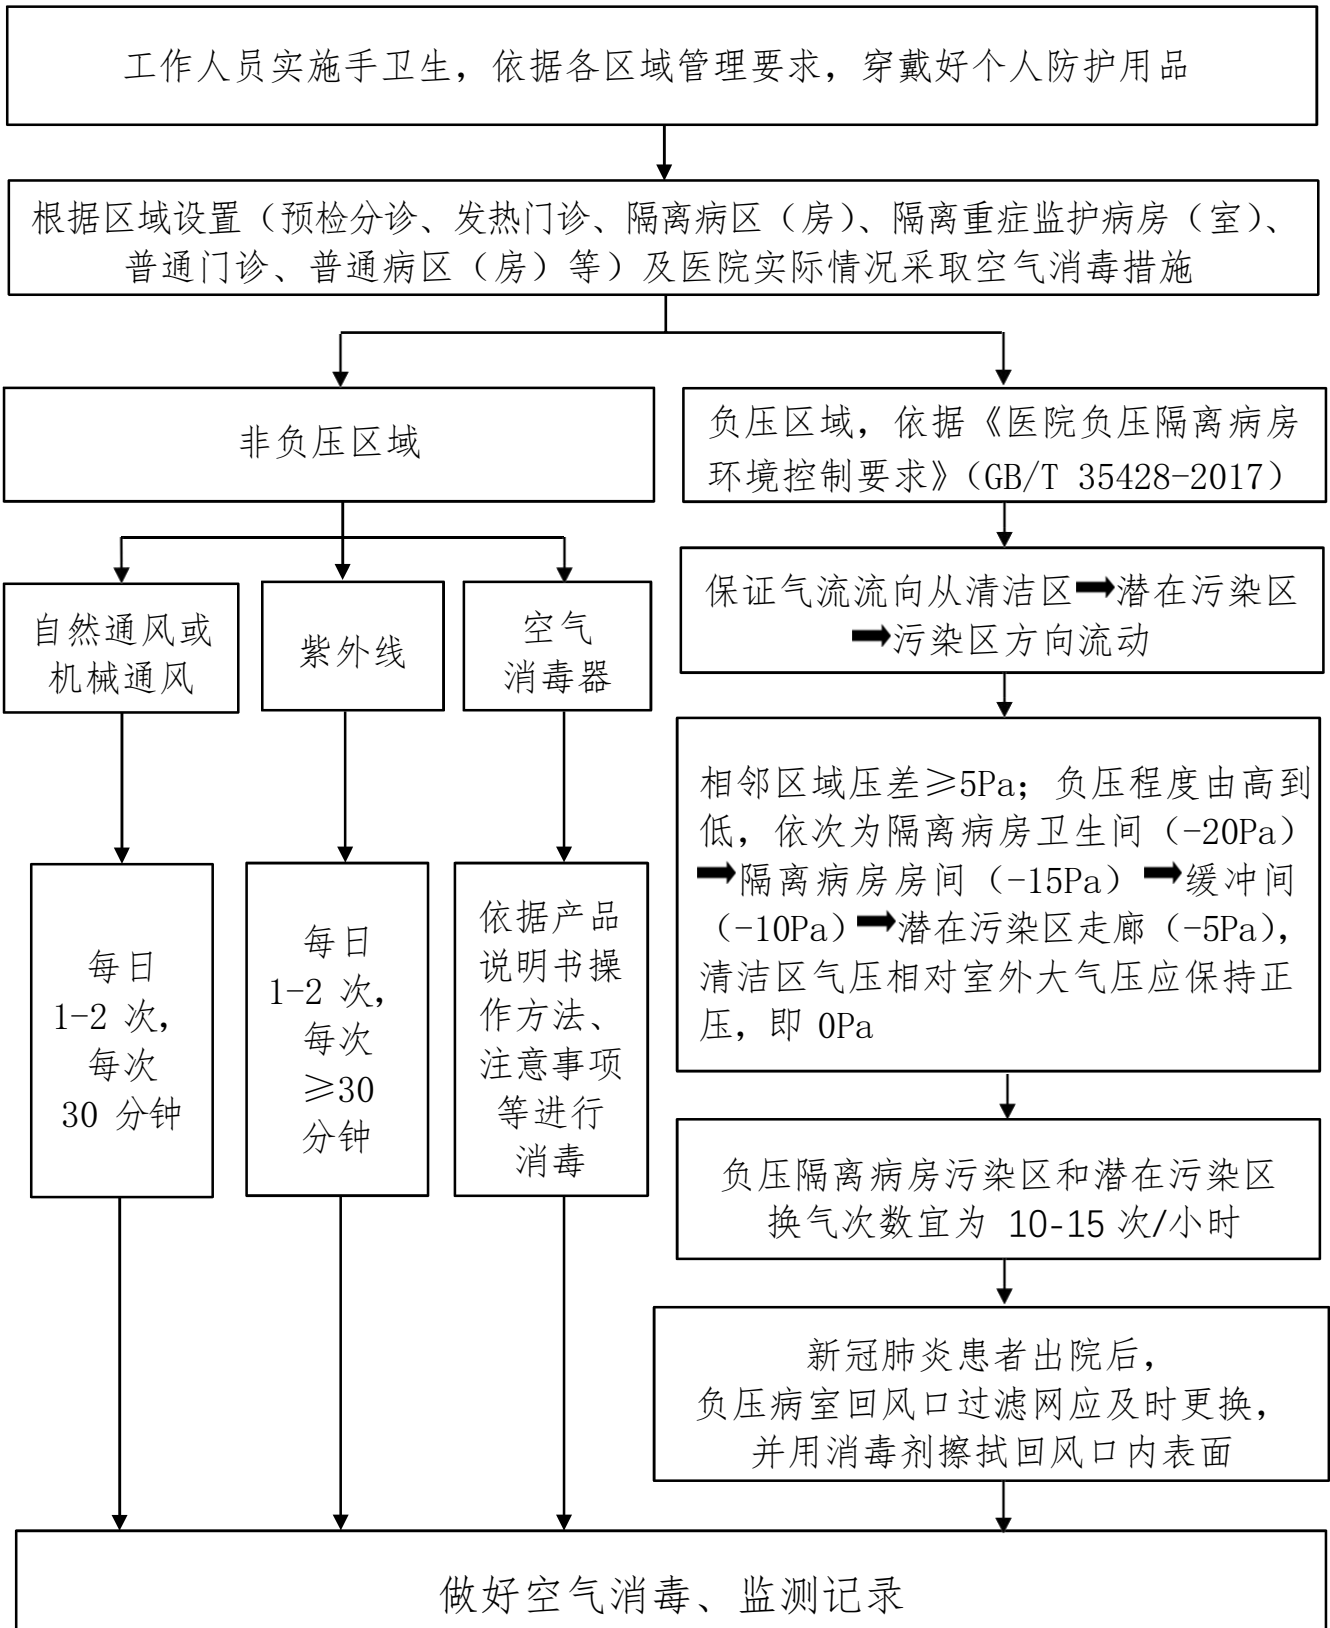 工作人员实施手卫生，依据各区域管理要求，穿戴好个人防护用品
根据区域设置（预检分诊、发热门诊、隔离病区（房）、隔离重症监护病房（室）、
普通门诊、普通病区（房）等）及医院实际情况采取空气消毒措施
非负压区域
负压区域，依据《医院负压隔离病房
环境控制要求》（GB/T 35428-2017）
自然通风或
机械通风
紫外线
空气
消毒器
保证气流流向从清洁区➡潜在污染区
➡污染区方向流动
每日
1-2 次，
每次
30 分钟
每日
1-2 次，
每次
≥30
分钟
依据产品
说明书操
作方法、
注意事项
等进行
消毒
相邻区域压差≥5Pa；负压程度由高到
低，依次为隔离病房卫生间（-20Pa）
➡隔离病房房间（-15Pa）➡缓冲间
（-10Pa）➡潜在污染区走廊（-5Pa），
清洁区气压相对室外大气压应保持正
压，即 0Pa
负压隔离病房污染区和潜在污染区
换气次数宜为 10-15 次/小时
新冠肺炎患者出院后，
负压病室回风口过滤网应及时更换，
并用消毒剂擦拭回风口内表面
做好空气消毒、监测记录